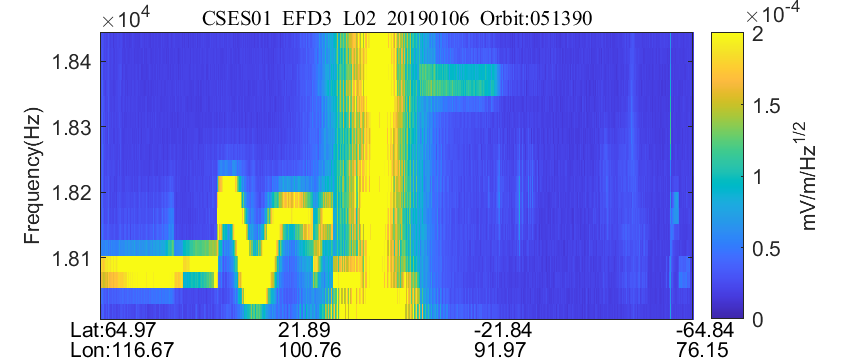 ×10⁴ CSES01 EFD3 L02 20190106 Orbit:051390 ×10⁻⁴
1.84
1.83
1.82
1.81
Frequency(Hz)
2
1.5
1
0.5
0
mV/m/Hz^1/2
Lat:64.97 21.89 -21.84 -64.84
Lon:116.67 100.76 91.97 76.15